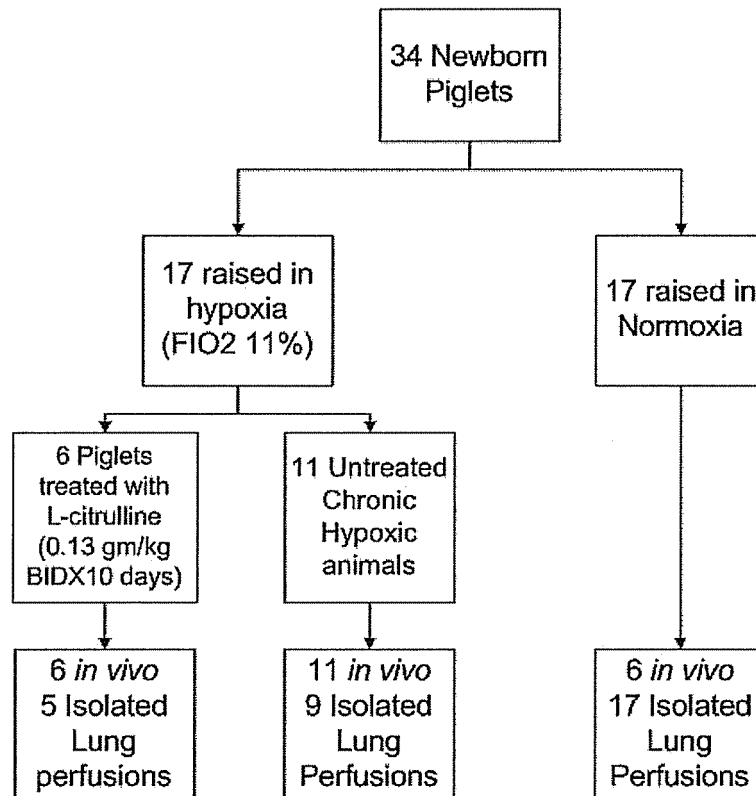 34 Newborn
Piglets
17 raised in
hypoxia
(FIO2 11%)
17 raised in
Normoxia
6 Piglets
treated with
L-citrulline
(0.13 gm/kg
BIDX10 days)
11 Untreated
Chronic
Hypoxic
animals
6 in vivo
5 Isolated
Lung
perfusions
11 in vivo
9 Isolated
Lung
Perfusions
6 in vivo
17 Isolated
Lung
Perfusions